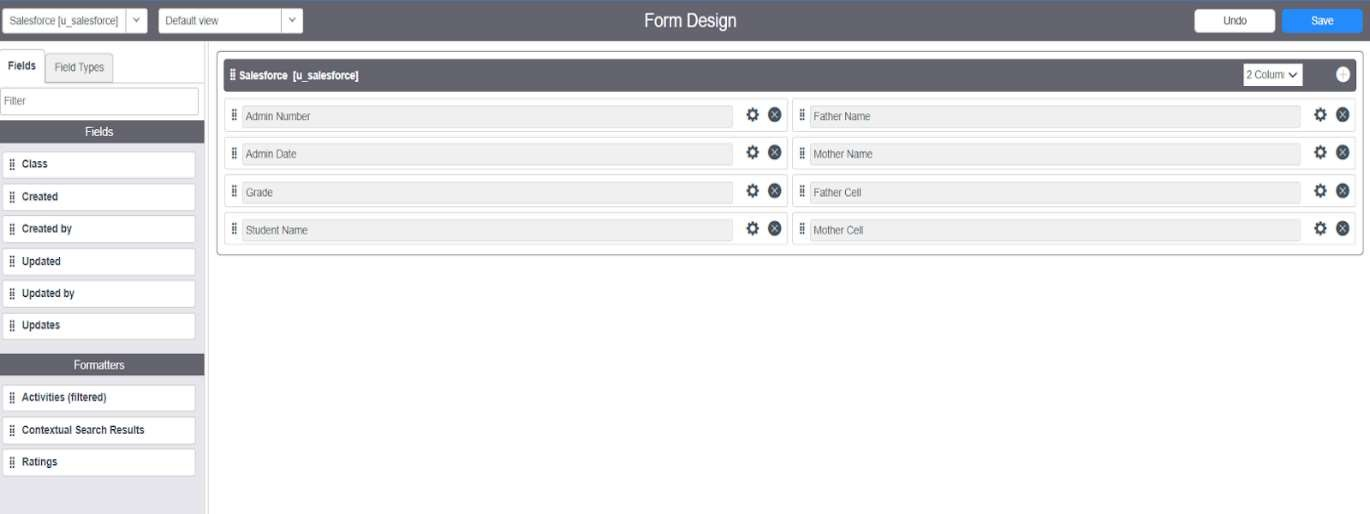 Salesforce [u_salesforce] Default view Form Design Undo Save
Fields Field Types
Filter
Fields
Class
Created
Created by
Updated
Updated by
Updates
Formatters
Activities (filtered)
Contextual Search Results
Ratings
Salesforce [u_salesforce] 2 Colum
Admin Number Father Name
Admin Date Mother Name
Grade Father Cell
Student Name Mother Cell